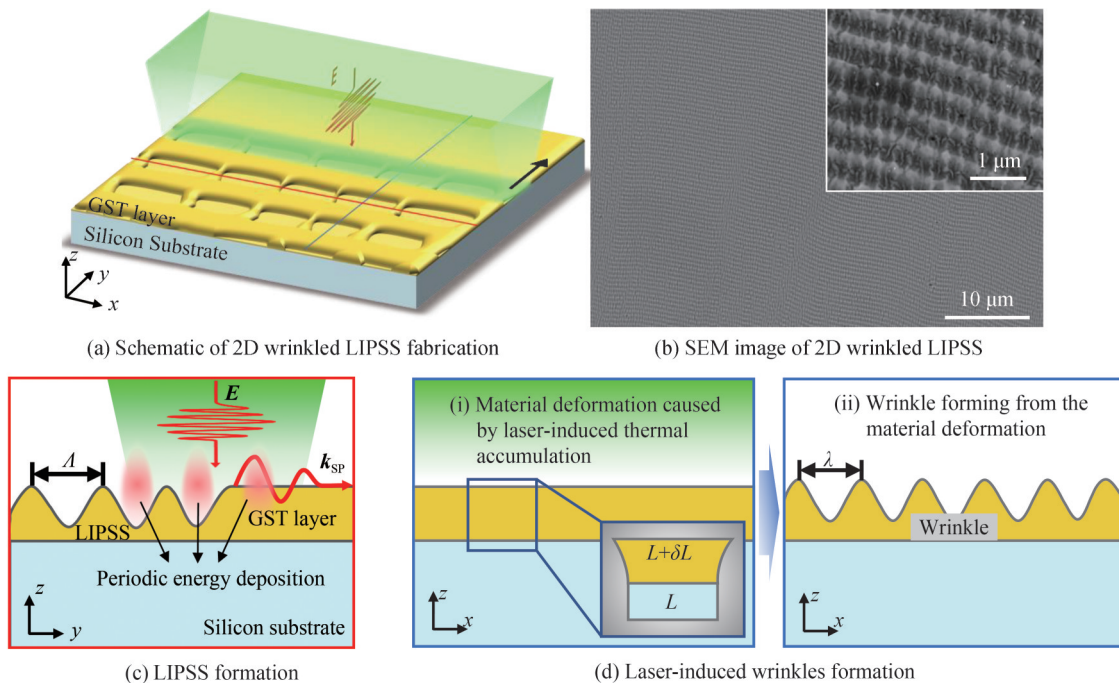 E
GST layer
Silicon Substrate
z
y
x
1 μm
10 μm
(a) Schematic of 2D wrinkled LIPSS fabrication
(b) SEM image of 2D wrinkled LIPSS
E
Λ
k_SP
LIPSS
GST layer
Periodic energy deposition
z
y
Silicon substrate
(c) LIPSS formation
(i) Material deformation caused
by laser-induced thermal
accumulation
L+δL
L
z
x
(ii) Wrinkle forming from the
material deformation
λ
Wrinkle
z
x
(d) Laser-induced wrinkles formation